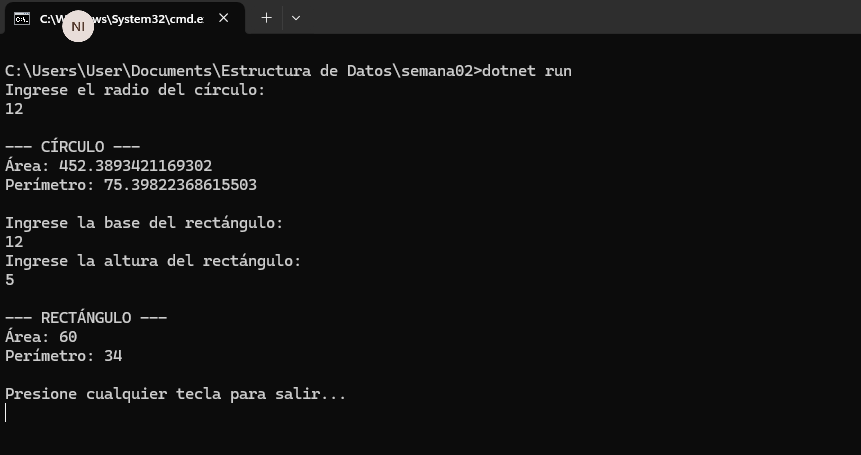 C:\Windows\System32\cmd.e:
NI
C:\Users\User\Documents\Estructura de Datos\semana02>dotnet run
Ingrese el radio del círculo:
12
--- CÍRCULO ---
Área: 452.3893421169302
Perímetro: 75.39822368615503
Ingrese la base del rectángulo:
12
Ingrese la altura del rectángulo:
5
--- RECTÁNGULO ---
Área: 60
Perímetro: 34
Presione cualquier tecla para salir...